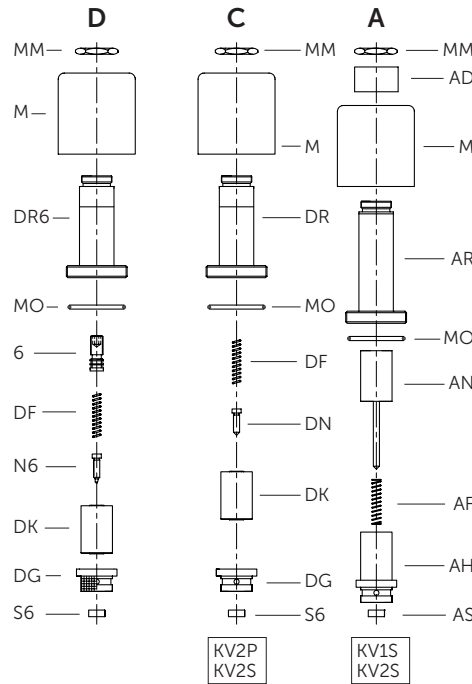 D C A
MM MM MM
AD
M M M
DR6 DR
AR
MO MO MO
6 DF AN
DF DN
N6 DK AF
DK
DG DG AH
S6 S6 AS
KV2P KV1S
KV2S KV2S